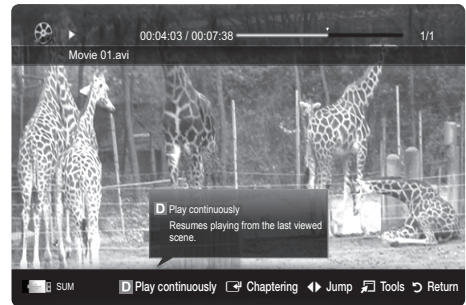 00:04:03 / 00:07:38 1/1
Movie 01.avi
D Play continuously
Resumes playing from the last viewed
scene.
SUM D Play continuously Chaptering Jump Tools Return